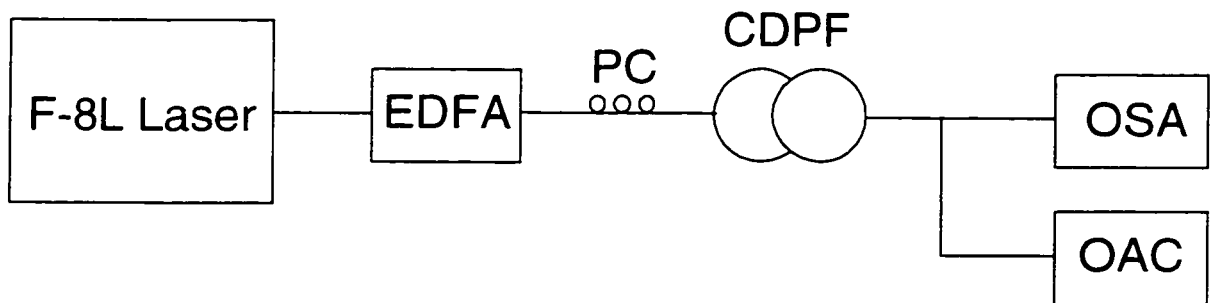 F-8L Laser
EDFA
PC
CDPF
OSA
OAC